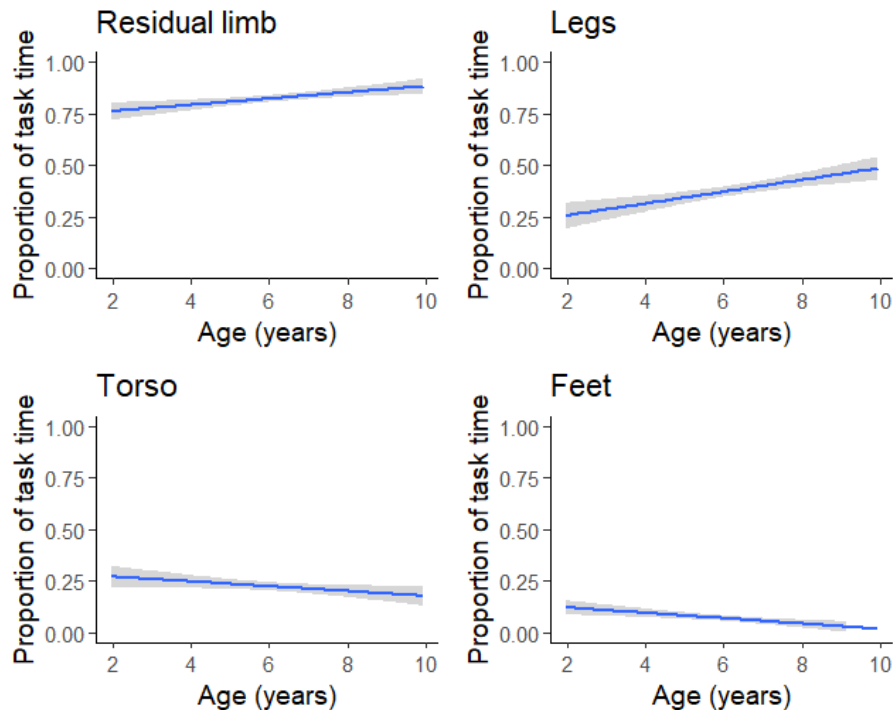 Residual limb
Proportion of task time
1.00
0.75
0.50
0.25
0.00
2 4 6 8 10
Age (years)
Legs
Proportion of task time
1.00
0.75
0.50
0.25
0.00
2 4 6 8 10
Age (years)
Torso
Proportion of task time
1.00
0.75
0.50
0.25
0.00
2 4 6 8 10
Age (years)
Feet
Proportion of task time
1.00
0.75
0.50
0.25
0.00
2 4 6 8 10
Age (years)